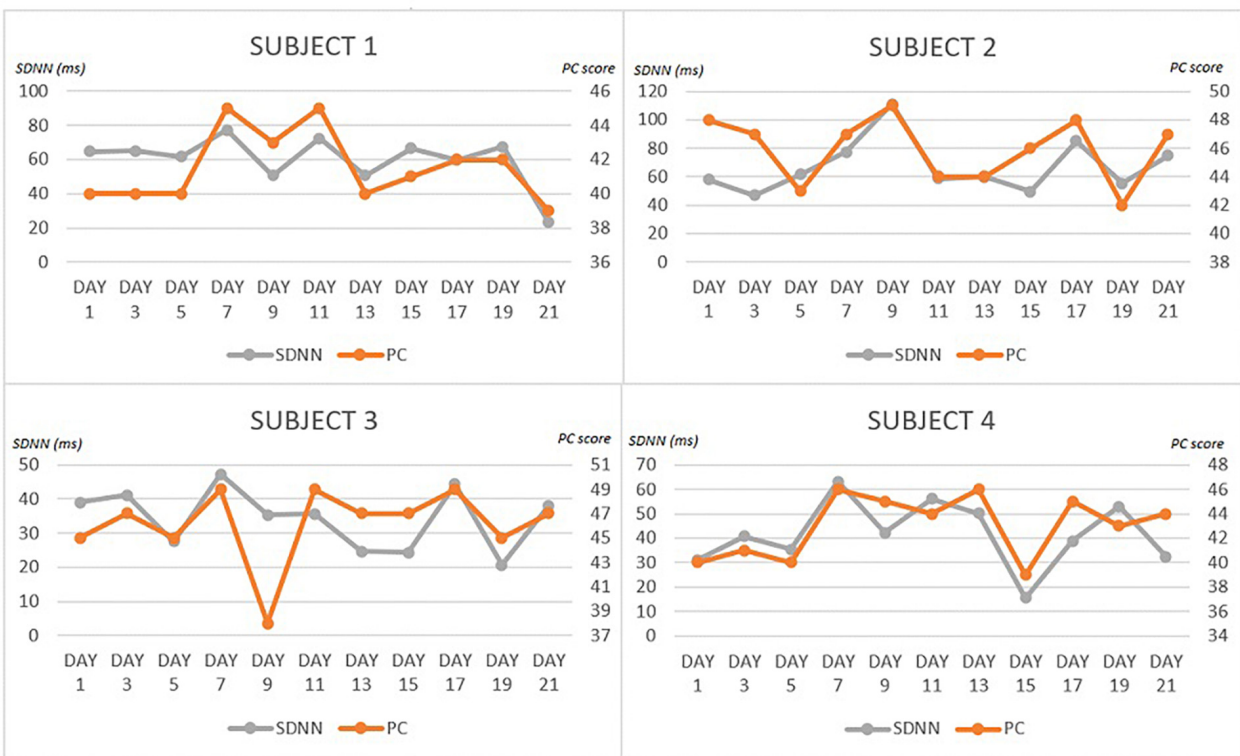 SUBJECT 1
SDNN (ms) PC score
100 46
80 44
60 42
40 40
20 38
0 36
DAY DAY DAY DAY DAY DAY DAY DAY DAY DAY DAY
1 3 5 7 9 11 13 15 17 19 21
SDNN PC
SUBJECT 2
SDNN (ms) PC score
120 50
100 48
80 46
60 44
40 42
20 40
0 38
DAY DAY DAY DAY DAY DAY DAY DAY DAY DAY DAY
1 3 5 7 9 11 13 15 17 19 21
SDNN PC
SUBJECT 3
SDNN (ms) PC score
50 51
49
40 47
30 45
20 43
41
10 39
0 37
DAY DAY DAY DAY DAY DAY DAY DAY DAY DAY DAY
1 3 5 7 9 11 13 15 17 19 21
SDNN PC
SUBJECT 4
SDNN (ms) PC score
70 48
60 46
50 44
40 42
30 40
20 38
10 36
0 34
DAY DAY DAY DAY DAY DAY DAY DAY DAY DAY DAY
1 3 5 7 9 11 13 15 17 19 21
SDNN PC